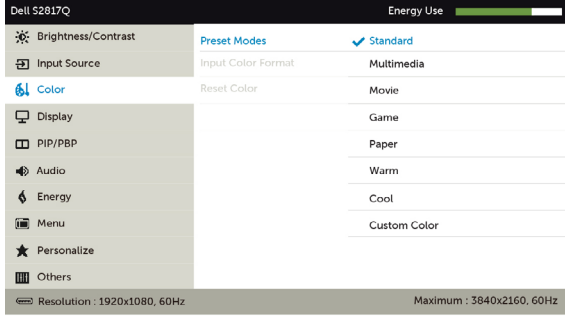 Dell S2817Q Energy Use
Brightness/Contrast
Input Source
Color
Display
PIP/PBP
Audio
Energy
Menu
Personalize
Others
Preset Modes
Input Color Format
Reset Color
Standard
Multimedia
Movie
Game
Paper
Warm
Cool
Custom Color
Resolution : 1920x1080, 60Hz Maximum : 3840x2160, 60Hz